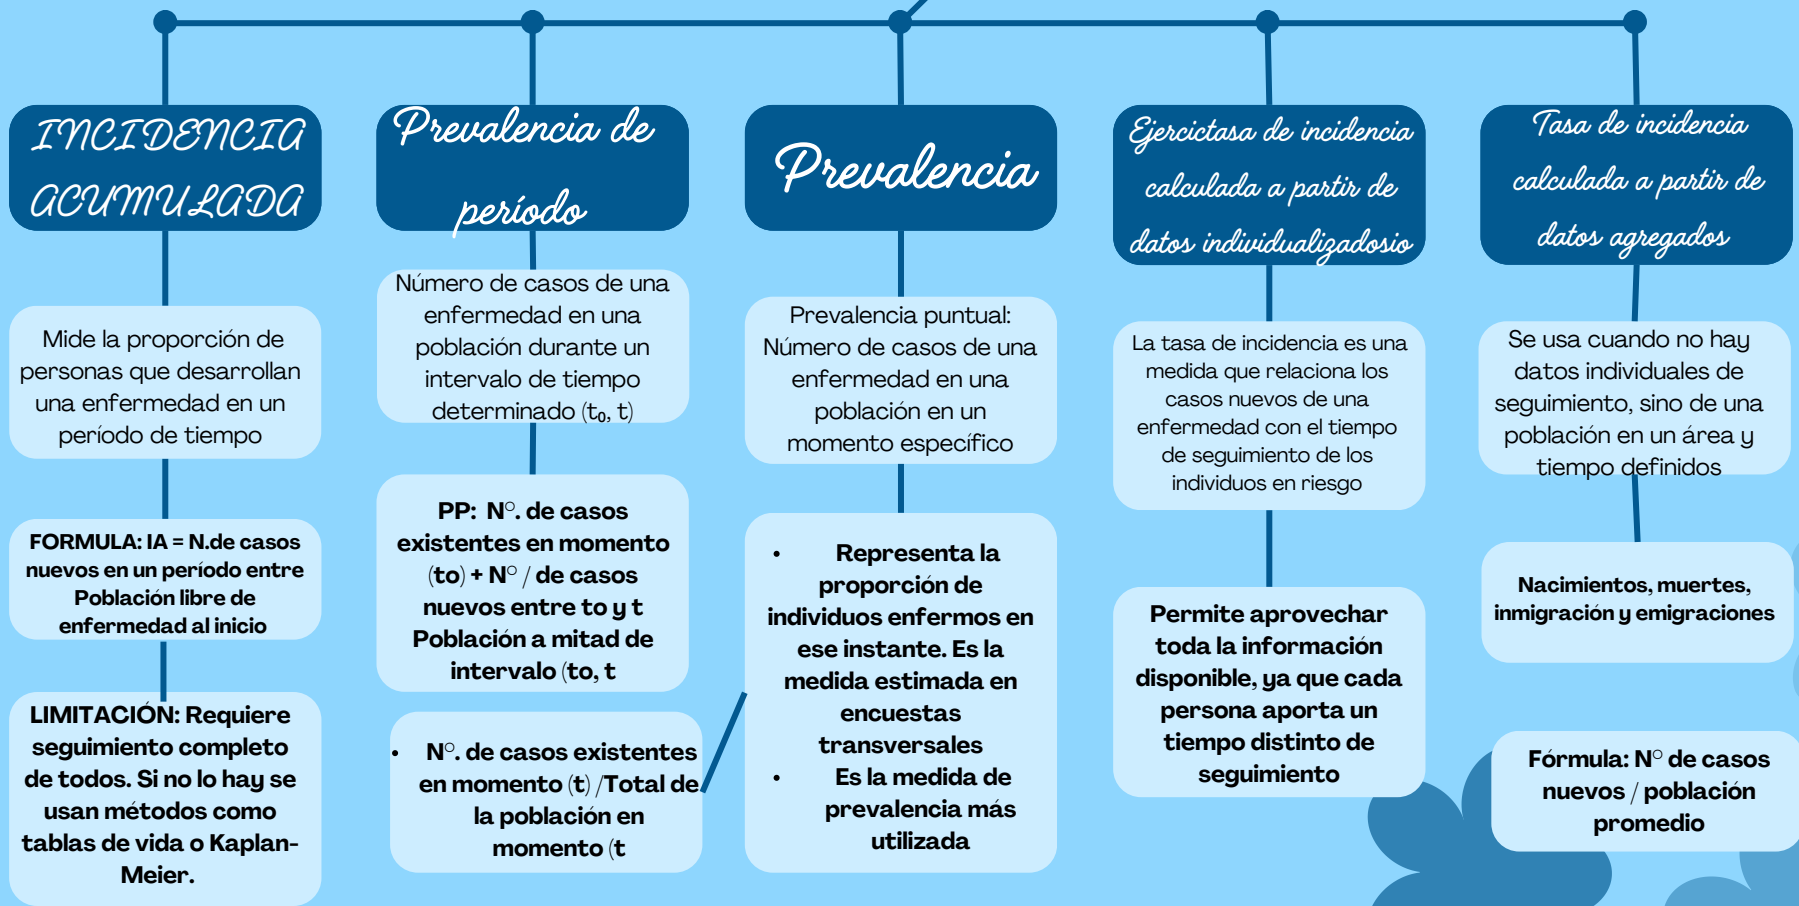 INCIDENCIA
ACUMULADA
Mide la proporción de
personas que desarrollan
una enfermedad en un
período de tiempo
FORMULA: IA = N.de casos
nuevos en un período entre
Población libre de
enfermedad al inicio
LIMITACIÓN: Requiere
seguimiento completo
de todos. Si no lo hay se
usan métodos como
tablas de vida o Kaplan-
Meier.
Prevalencia de
período
Número de casos de una
enfermedad en una
población durante un
intervalo de tiempo
determinado (t₀, t)
PP: N°. de casos
existentes en momento
(to) + N° / de casos
nuevos entre to y t
Población a mitad de
intervalo (to, t
• N°. de casos existentes
en momento (t) /Total de
la población en
momento (t
Prevalencia
Prevalencia puntual:
Número de casos de una
enfermedad en una
población en un
momento específico
• Representa la
proporción de
individuos enfermos en
ese instante. Es la
medida estimada en
encuestas
transversales
• Es la medida de
prevalencia más
utilizada
Ejercictasa de incidencia
calculada a partir de
datos individualizadosio
La tasa de incidencia es una
medida que relaciona los
casos nuevos de una
enfermedad con el tiempo
de seguimiento de los
individuos en riesgo
Permite aprovechar
toda la información
disponible, ya que cada
persona aporta un
tiempo distinto de
seguimiento
Tasa de incidencia
calculada a partir de
datos agregados
Se usa cuando no hay
datos individuales de
seguimiento, sino de una
población en un área y
tiempo definidos
Nacimientos, muertes,
inmigración y emigraciones
Fórmula: N° de casos
nuevos / población
promedio